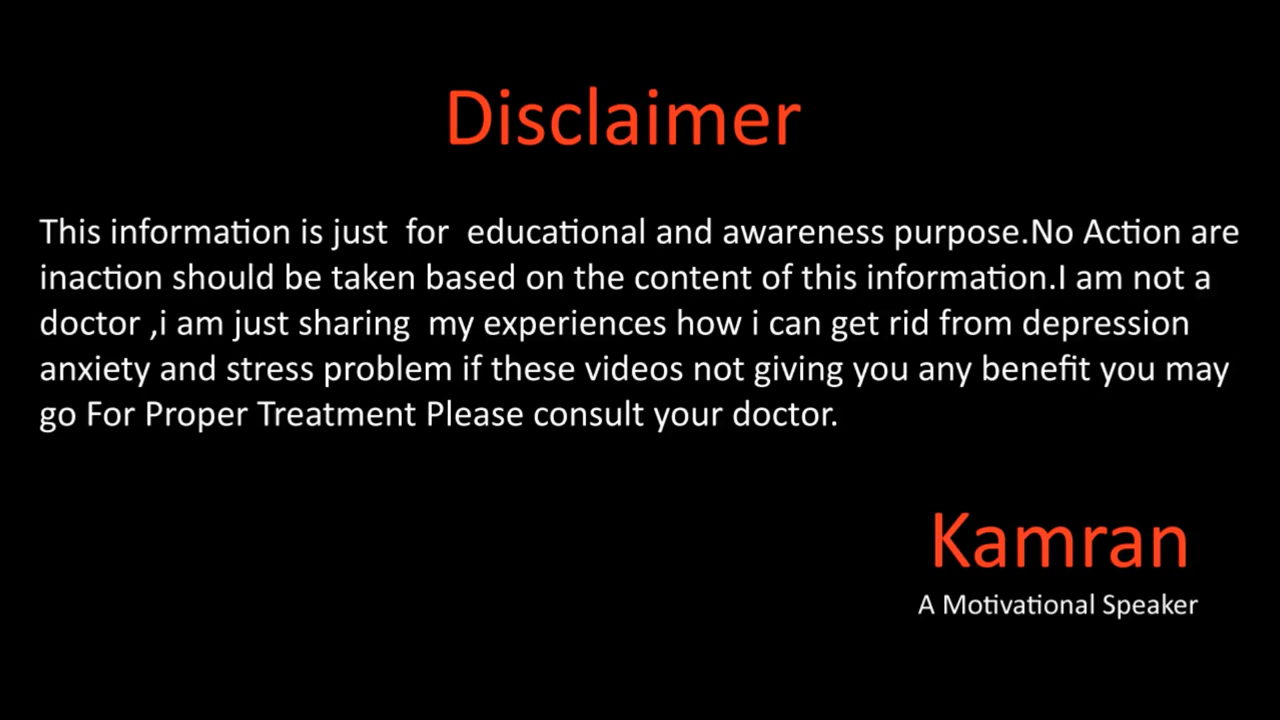 Disclaimer
This information is just  for  educational and awareness purpose.No Action are
inaction should be taken based on the content of this information.I am not a
doctor ,i am just sharing  my experiences how i can get rid from depression
anxiety and stress problem if these videos not giving you any benefit you may
go For Proper Treatment Please consult your doctor.
Kamran
A Motivational Speaker